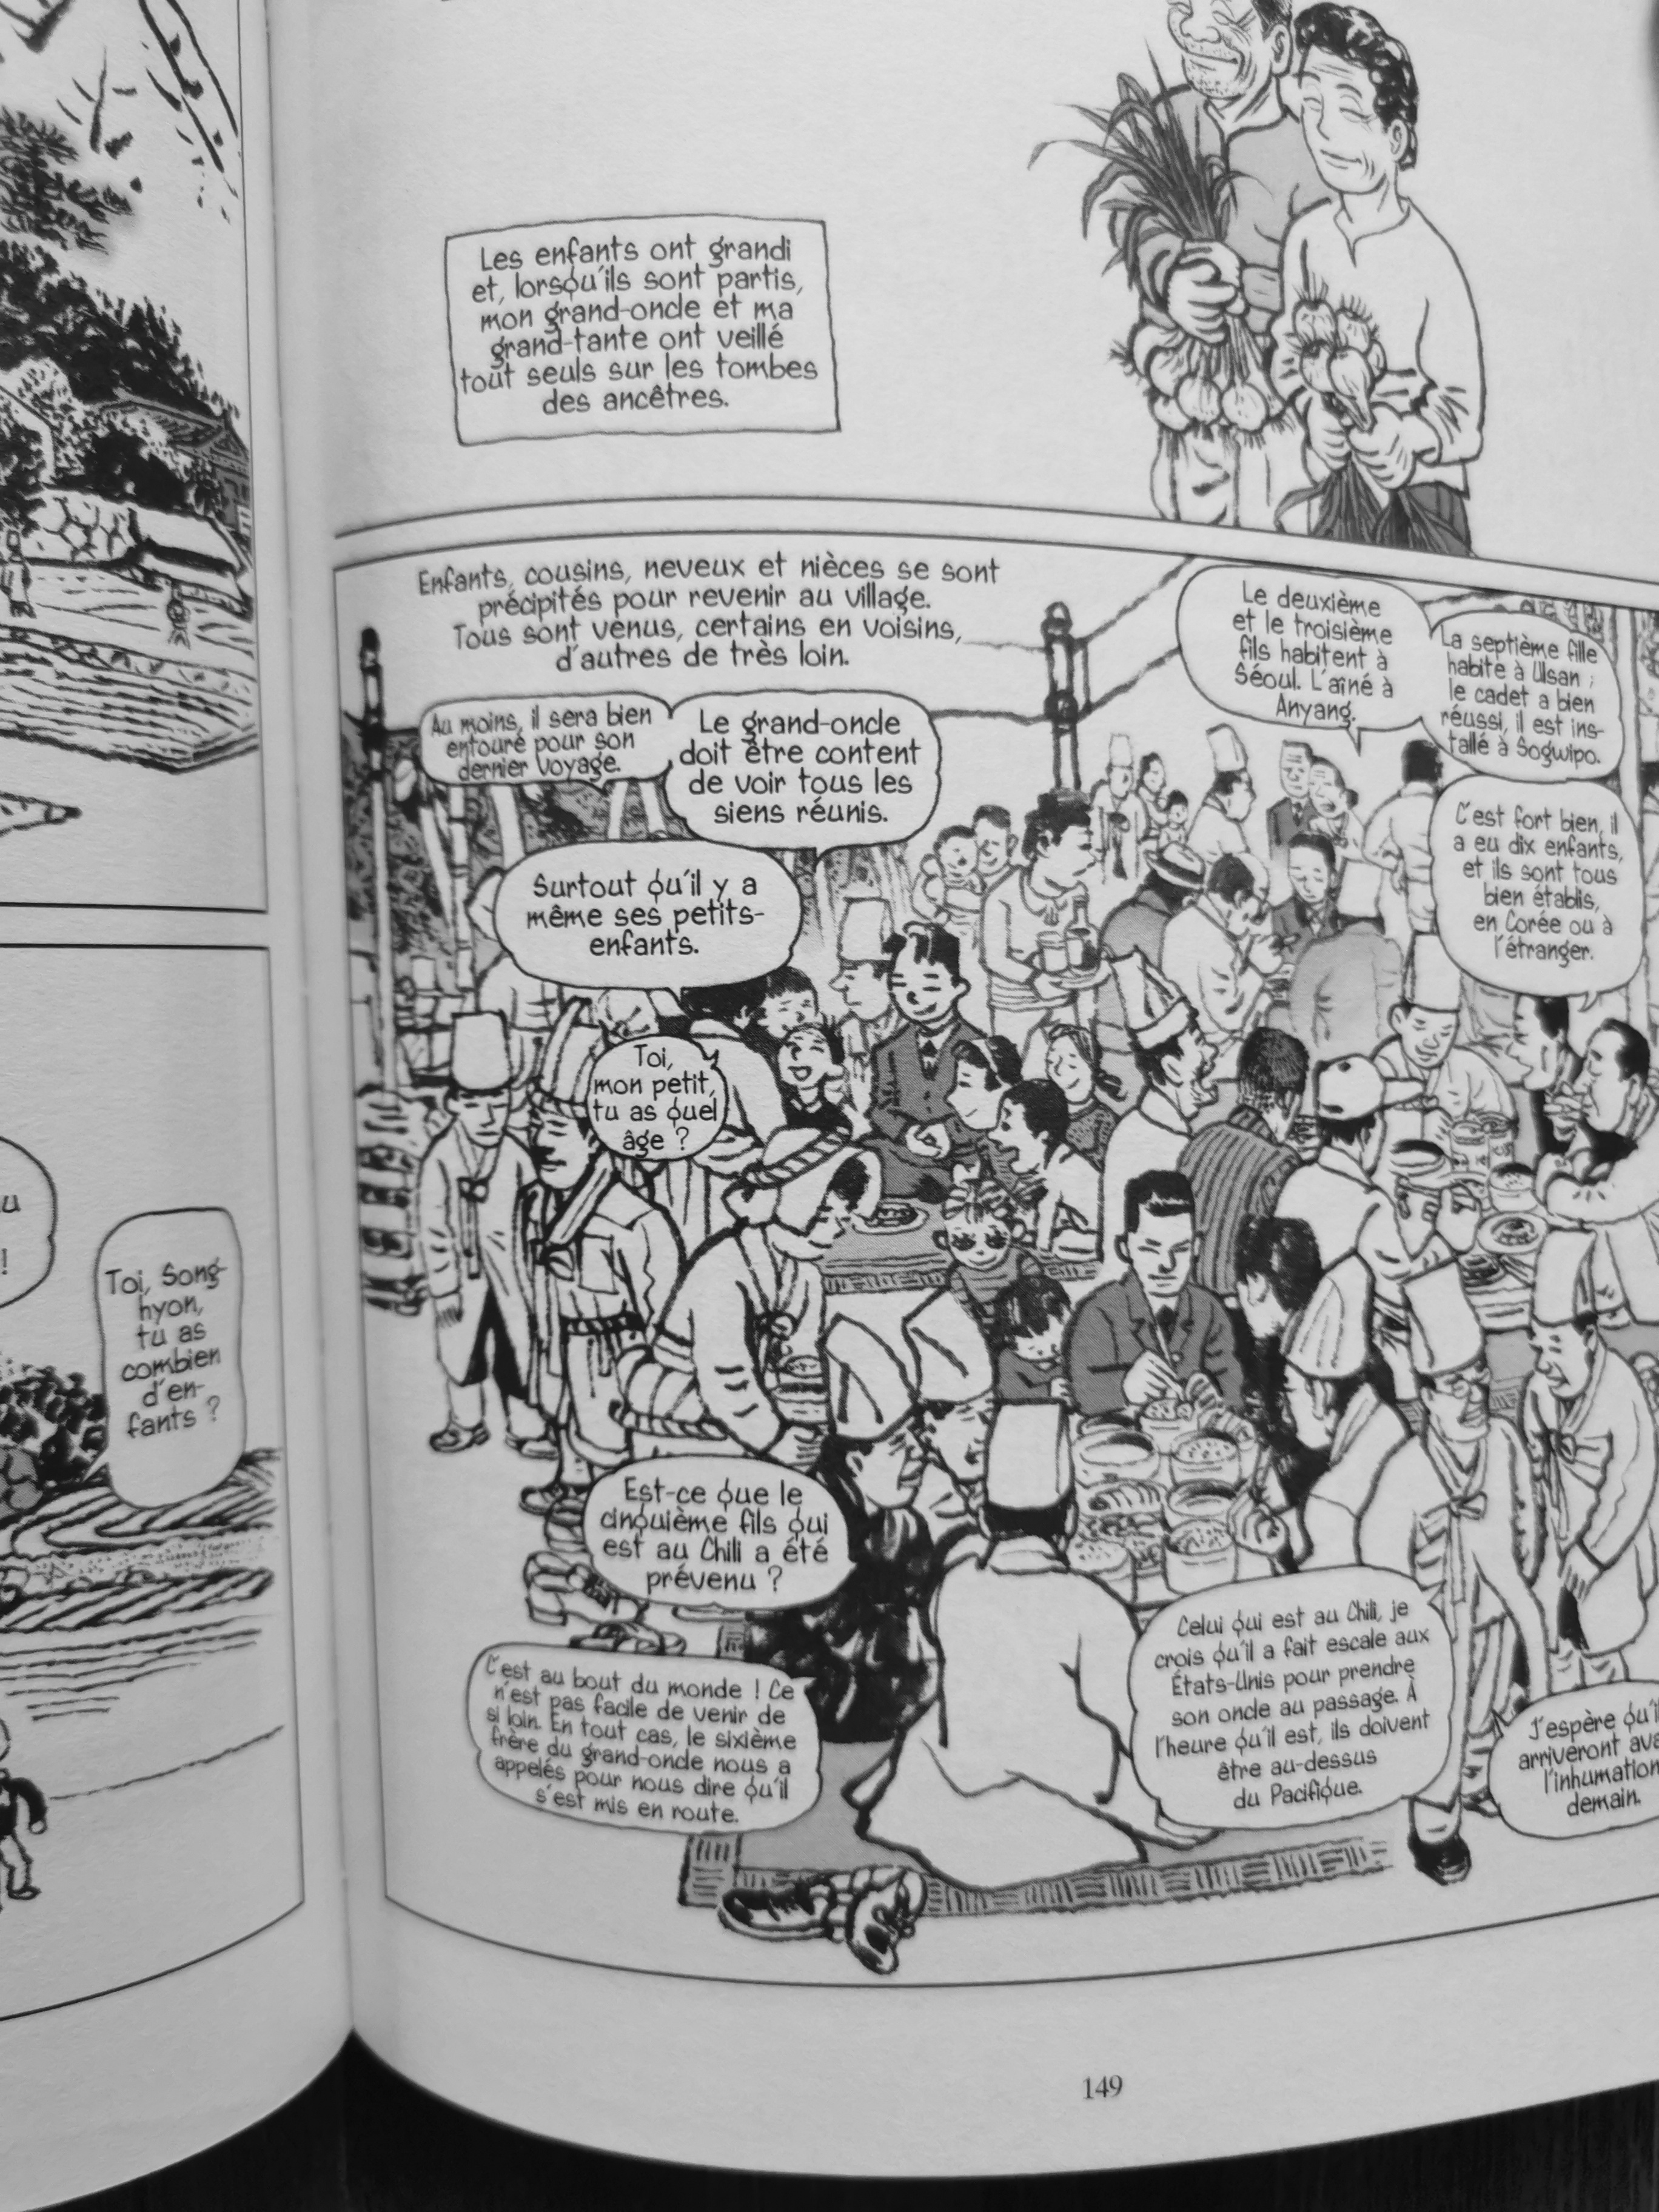 u
!
Toi, Song-
hyon,
tu as
combien
d'en-
fants ?
Les enfants ont grandi
et, lorsqu'ils sont partis,
mon grand-oncle et ma
grand-tante ont veillé
tout seuls sur les tombes
des ancêtres.
Enfants, cousins, neveux et nièces se sont
précipités pour revenir au village.
Tous sont venus, certains en voisins,
d'autres de très loin.
Au moins, il sera bien
entouré pour son
dernier voyage.
Le grand-oncle
doit être content
de voir tous les
siens réunis.
Surtout qu'il y a
même ses petits-
enfants.
Toi,
mon petit,
tu as quel
âge ?
Le deuxième
et le troisième
fils habitent à
Séoul. L'aîné à
Anyang.
La septième fille
habite à Ulsan ;
le cadet a bien
réussi, il est ins-
tallé à Sogwipo.
C'est fort bien, il
a eu dix enfants,
et ils sont tous
bien établis,
en Corée ou à
l'étranger.
Est-ce que le
cinquième fils qui
est au Chili a été
prévenu ?
C'est au bout du monde ! Ce
n'est pas facile de venir de
si loin. En tout cas, le sixième
frère du grand-oncle nous a
appelés pour nous dire qu'il
s'est mis en route.
Celui qui est au Chili, je
crois qu'il a fait escale aux
États-Unis pour prendre
son oncle au passage. À
l'heure qu'il est, ils doivent
être au-dessus
du Pacifique.
J'espère qu'il
arriveront ava
l'inhumation
demain.
149